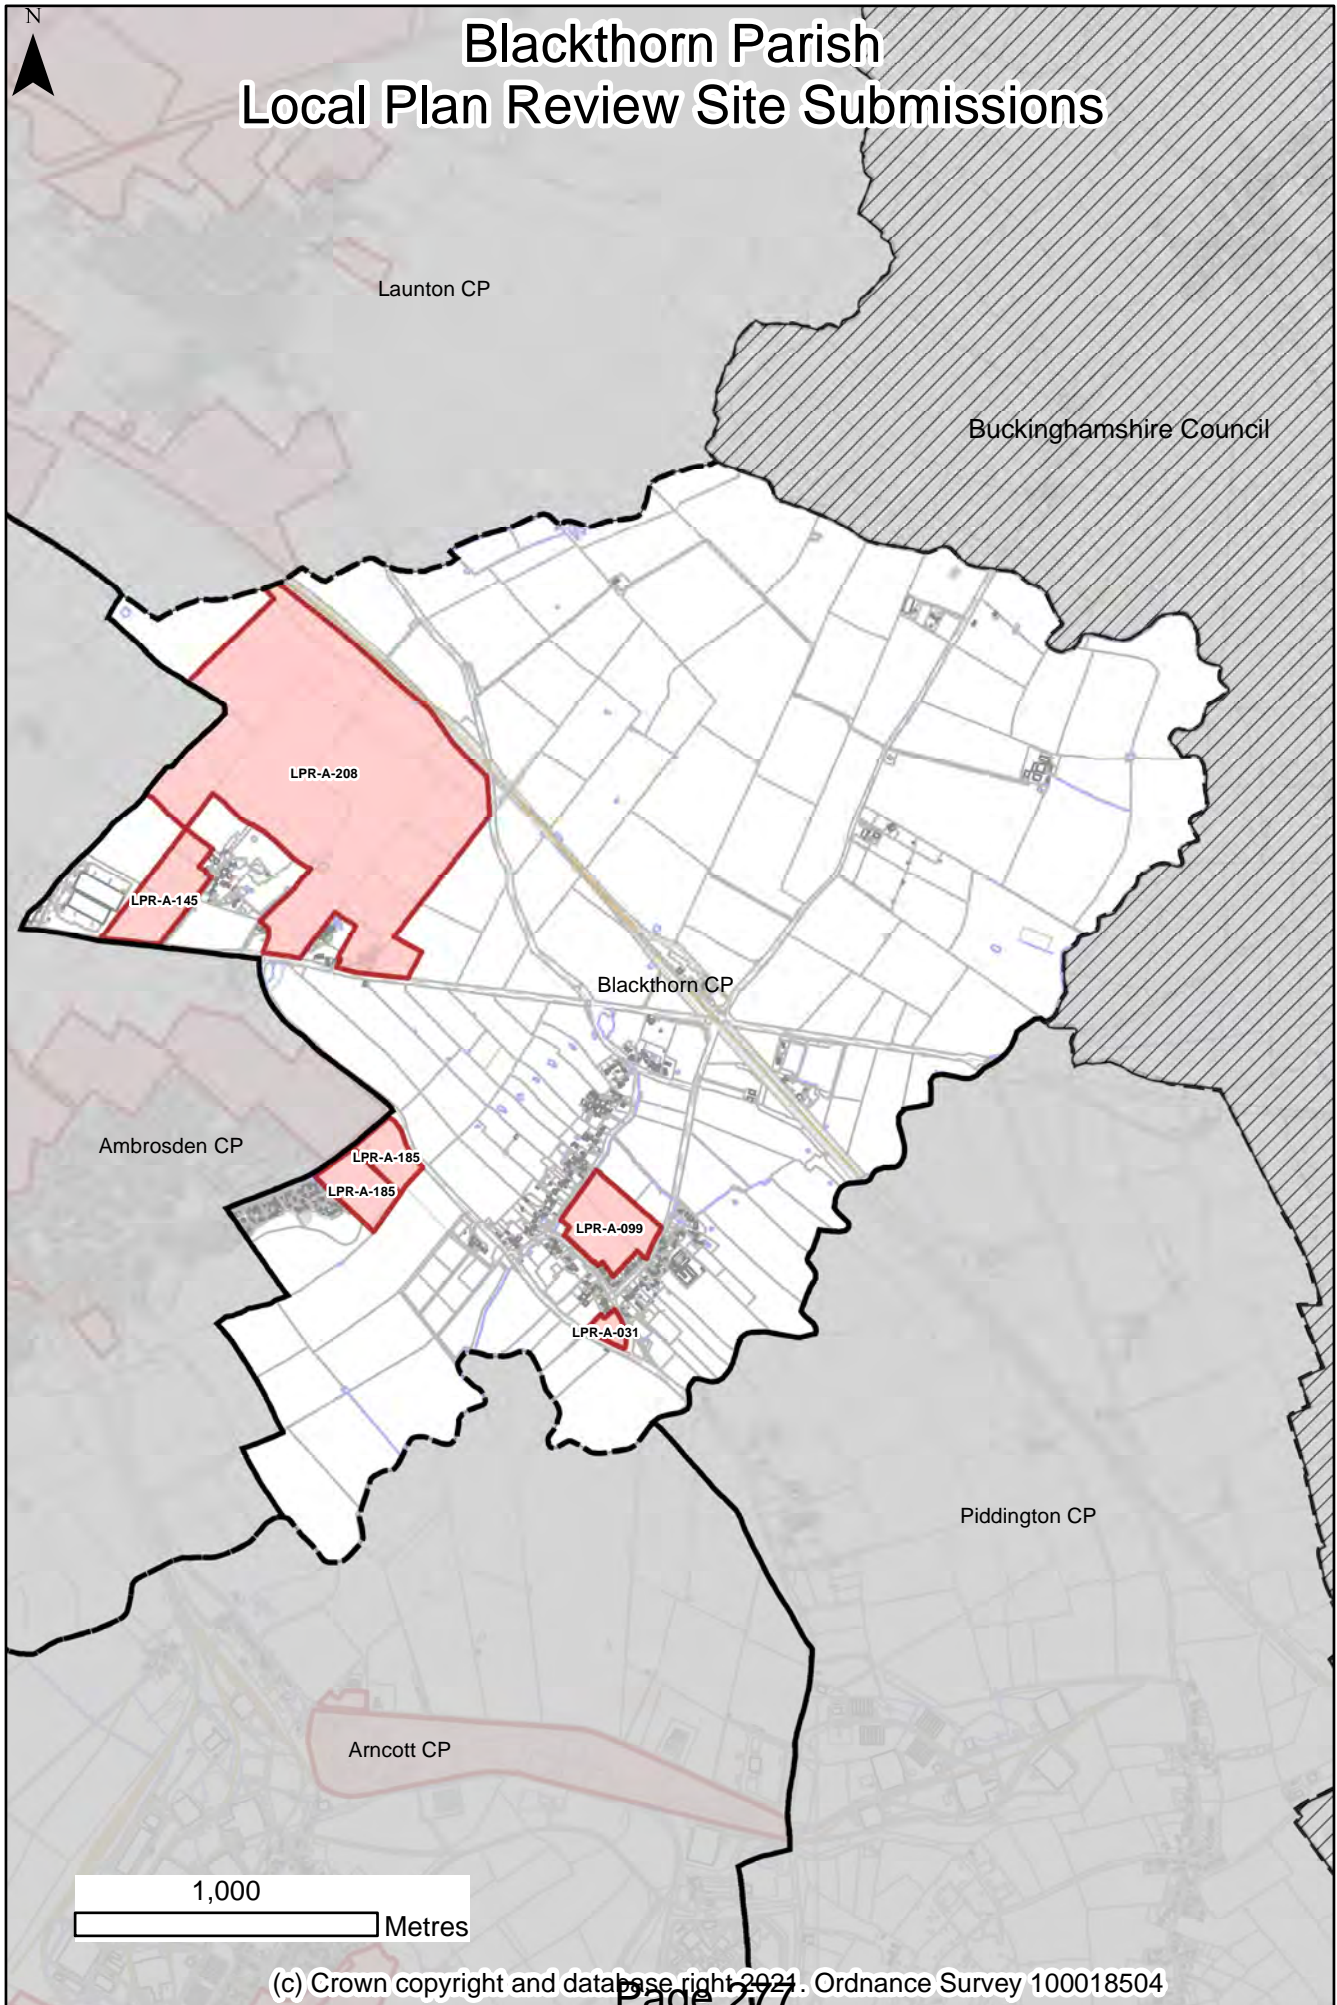 N
Blackthorn Parish
Local Plan Review Site Submissions
Launton CP
Buckinghamshire Council
LPR-A-208
LPR-A-145
Blackthorn CP
Ambrosden CP
LPR-A-185
LPR-A-185
LPR-A-099
LPR-A-031
Piddington CP
Arncott CP
1,000
Metres
(c) Crown copyright and database right 2021. Ordnance Survey 100018504
Page 277